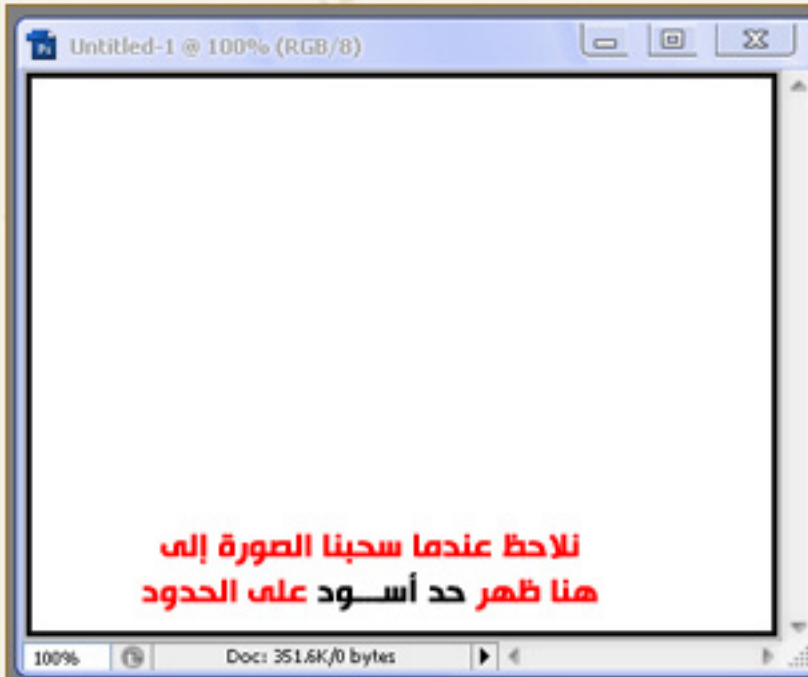 Untitled-1 @ 100% (RGB/8)
نلاحظ عندما سحبنا الصورة إلى
هنا ظهر حد أســود على الحدود
100%
Doc: 351.6K/0 bytes